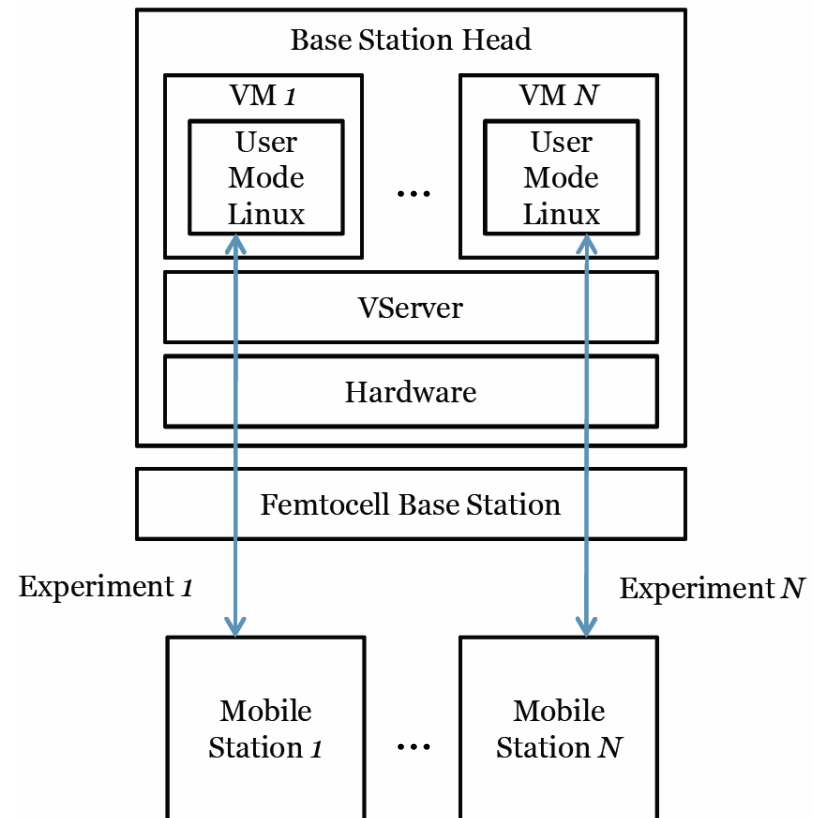 Base Station Head
VM 1
VM N
User
Mode
Linux
...
User
Mode
Linux
VServer
Hardware
Femtocell Base Station
Experiment 1
Experiment N
Mobile
Station 1
...
Mobile
Station N